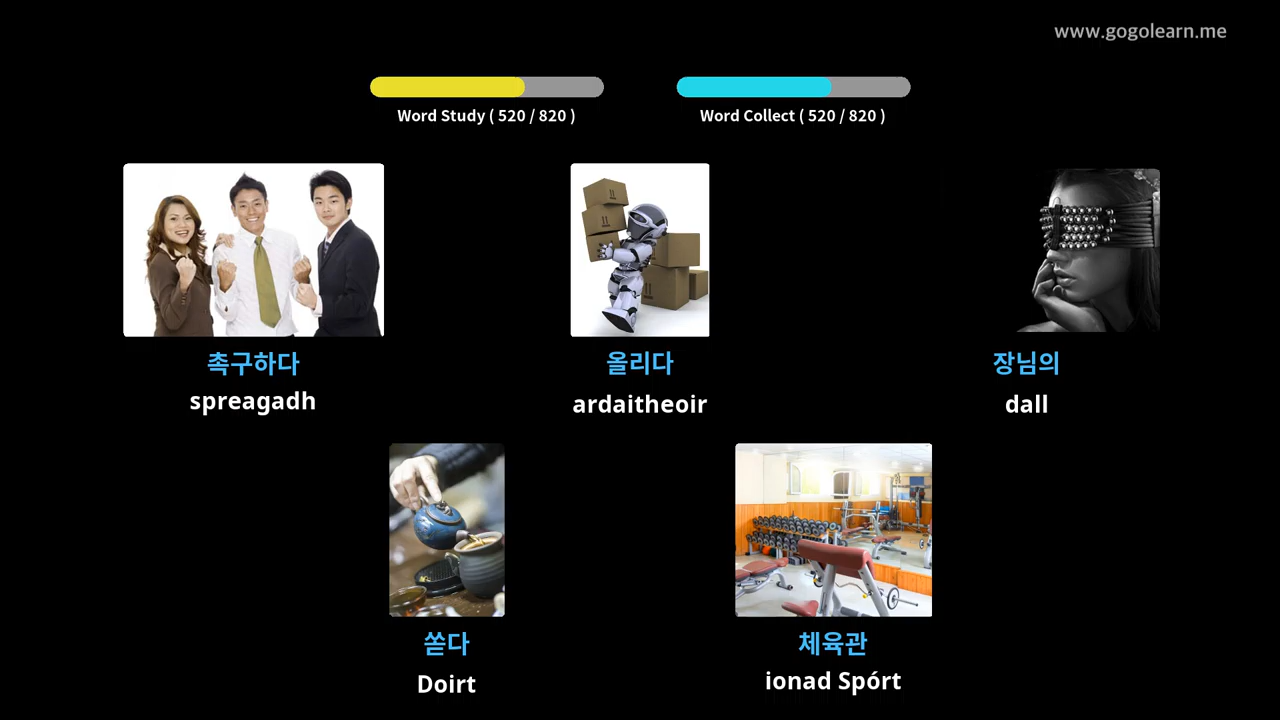 www.gogolearn.me
Word Study ( 520 / 820 )
Word Collect ( 520 / 820 )
촉구하다
spreagadh
올리다
ardaitheoir
장님의
dall
쏟다
Doirt
체육관
ionad Spórt